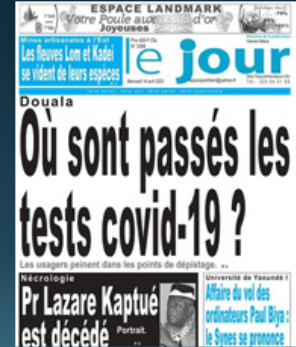 ESPACE LANDMARK
Votre Poule aux d'or
Joyeuses
Mines artisanales à l'Est
Les fleuves Lom et Kadei
se vident de leurs espèces
le jour
Douala
Où sont passés les
tests covid-19 ?
Les usagers peinent dans les points de dépistage.
Nécrologie
Pr Lazare Kaptué
est décédé
Portrait.
Université de Yaoundé I
Affaire du vol des
ordinateurs Paul Biya :
le Synes se prononce